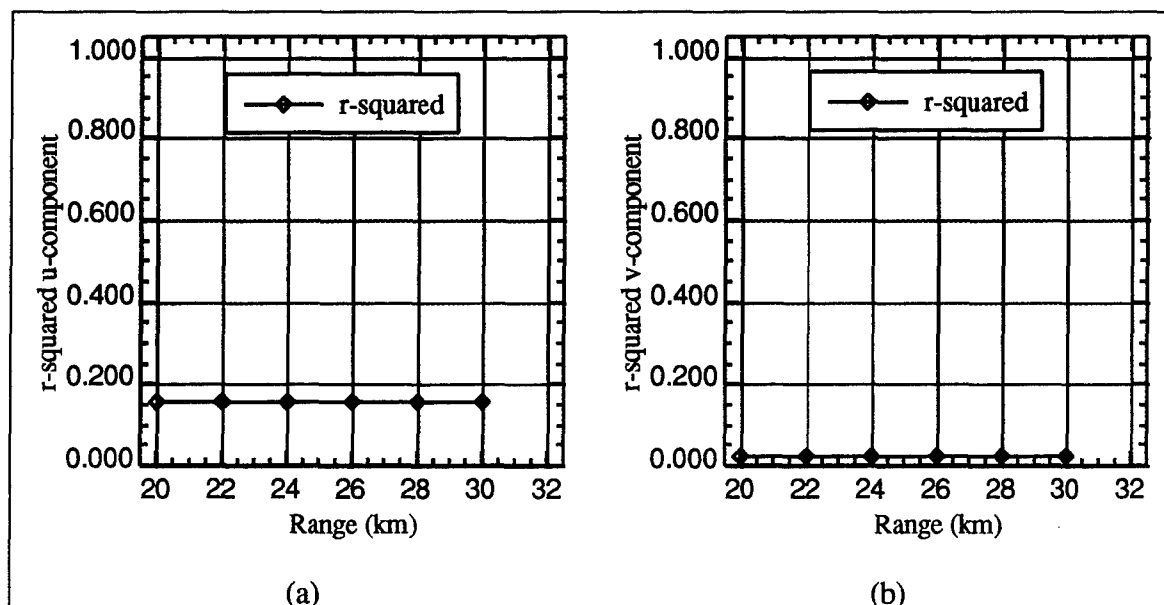 1.000
0.800
0.600
0.400
0.200
0.000
r-squared u-component
r-squared
20 22 24 26 28 30 32
Range (km)
(a)
1.000
0.800
0.600
0.400
0.200
0.000
r-squared v-component
r-squared
20 22 24 26 28 30 32
Range (km)
(b)